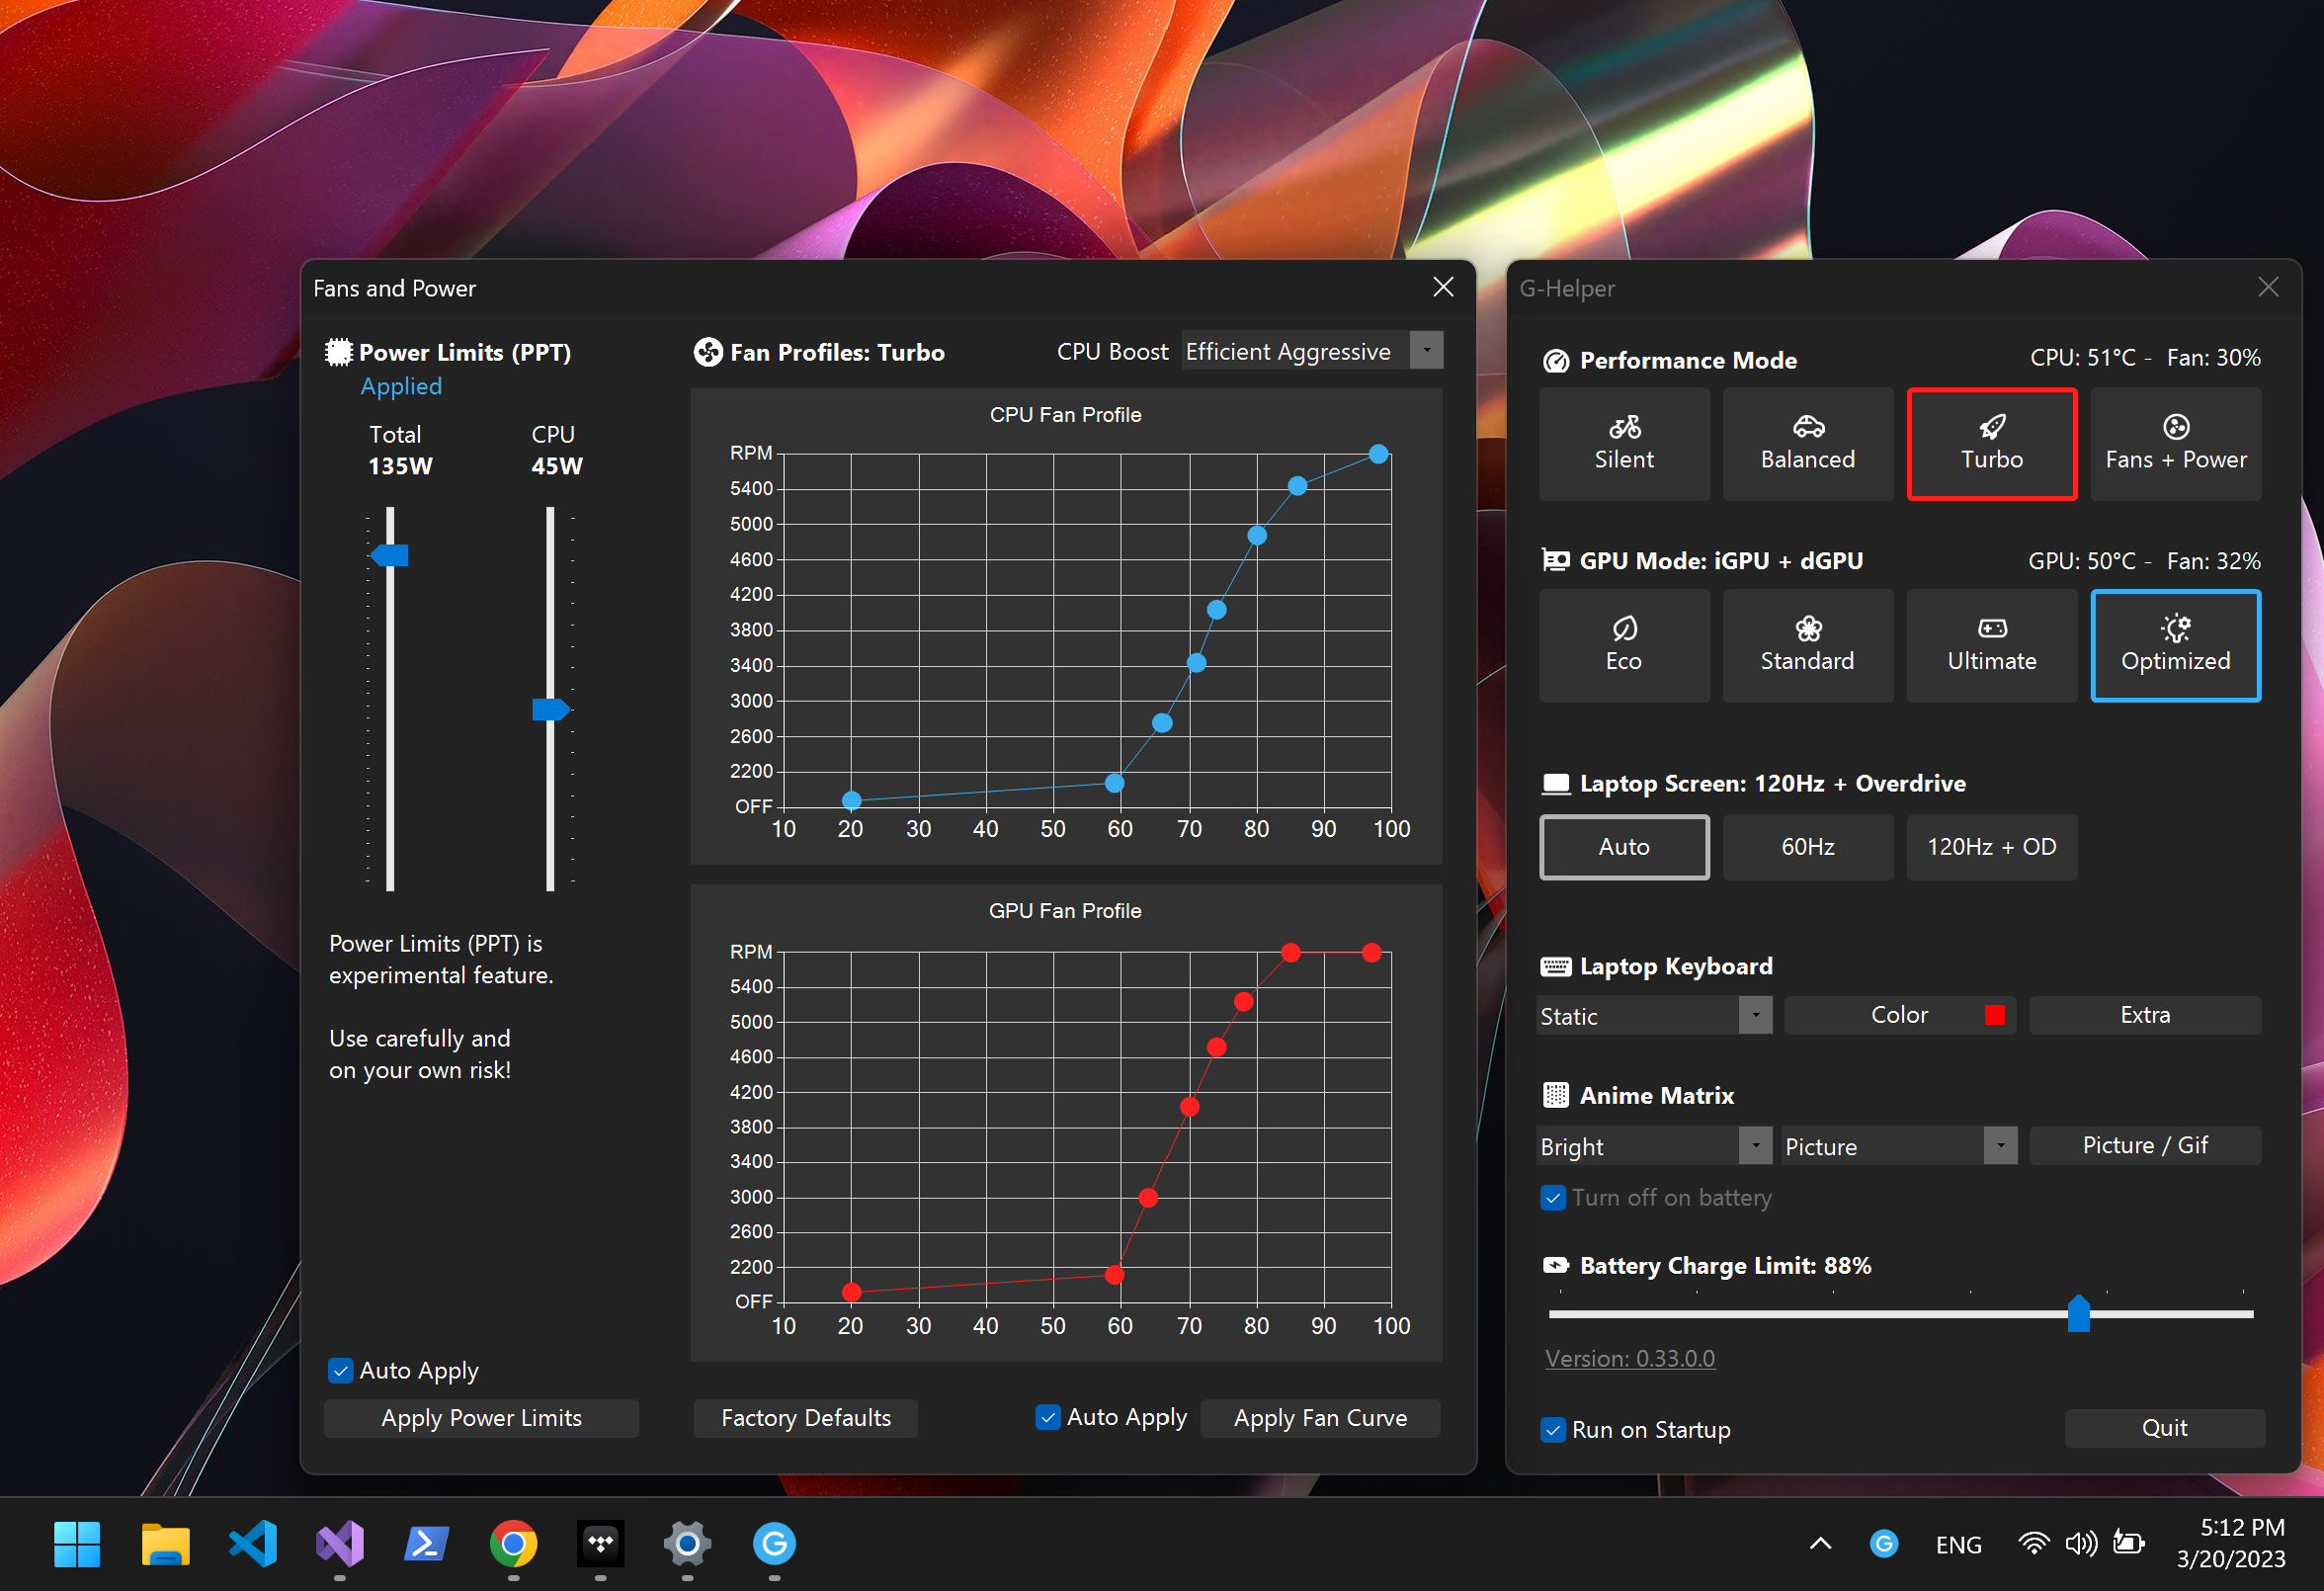 Fans and Power
Power Limits (PPT)
Applied
Total
135W
CPU
45W
Power Limits (PPT) is
experimental feature.
Use carefully and
on your own risk!
Auto Apply
Apply Power Limits
Fan Profiles: Turbo
CPU Boost
Efficient Aggressive
CPU Fan Profile
RPM
5400
5000
4600
4200
3800
3400
3000
2600
2200
OFF
10 20 30 40 50 60 70 80 90 100
GPU Fan Profile
RPM
5400
5000
4600
4200
3800
3400
3000
2600
2200
OFF
10 20 30 40 50 60 70 80 90 100
Factory Defaults
Auto Apply
Apply Fan Curve
G-Helper
Performance Mode
CPU: 51°C - Fan: 30%
Silent
Balanced
Turbo
Fans + Power
GPU Mode: iGPU + dGPU
GPU: 50°C - Fan: 32%
Eco
Standard
Ultimate
Optimized
Laptop Screen: 120Hz + Overdrive
Auto
60Hz
120Hz + OD
Laptop Keyboard
Static
Color
Extra
Anime Matrix
Bright
Picture
Picture / Gif
Turn off on battery
Battery Charge Limit: 88%
Version: 0.33.0.0
Run on Startup
Quit
G
G
ENG
5:12 PM
3/20/2023